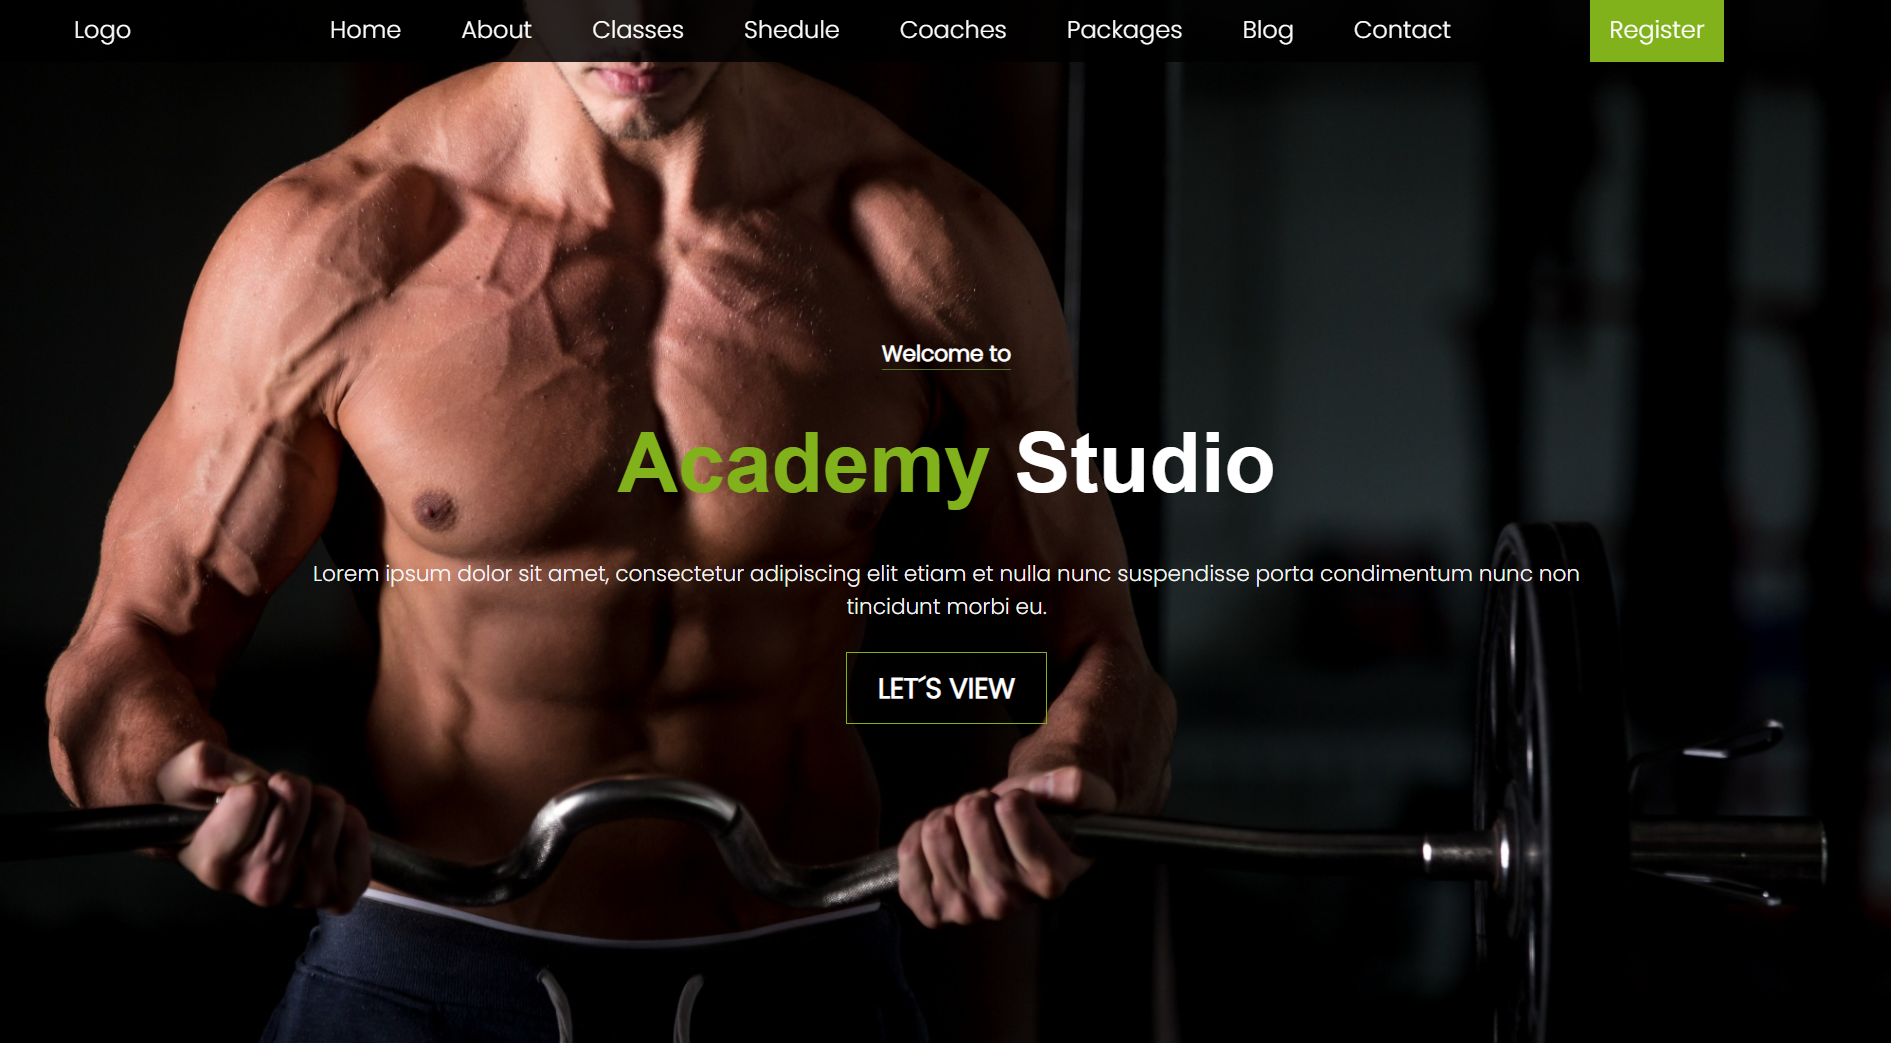 Logo Home About Classes Shedule Coaches Packages Blog Contact Register
Welcome to
Academy Studio
Lorem ipsum dolor sit amet, consectetur adipiscing elit etiam et nulla nunc suspendisse porta condimentum nunc non
tincidunt morbi eu.
LET´S VIEW